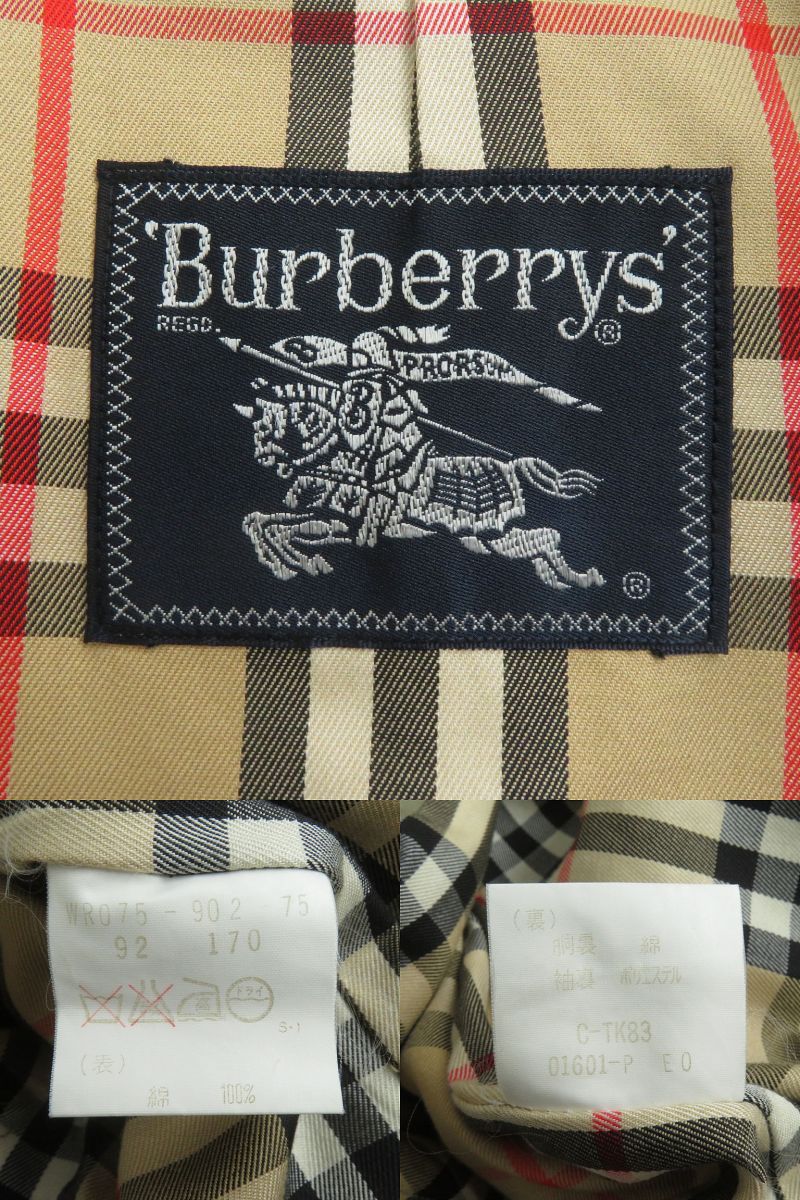 'Burberrys'®
REGD.
PRORSUM
®
WR075-902-75
92 170
ドライ
S-1
(表)
綿 100%
(裏)
胴裏 綿
袖裏 ポリエステル
C-TK83
01601-P E0